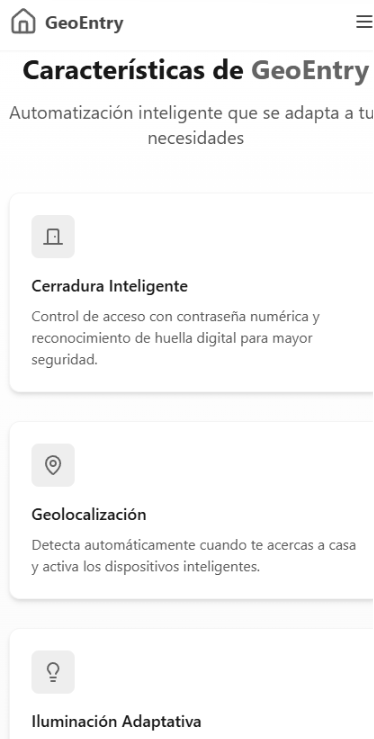 GeoEntry
Características de GeoEntry
Automatización inteligente que se adapta a tu
necesidades
Cerradura Inteligente
Control de acceso con contraseña numérica y
reconocimiento de huella digital para mayor
seguridad.
Geolocalización
Detecta automáticamente cuando te acercas a casa
y activa los dispositivos inteligentes.
Iluminación Adaptativa